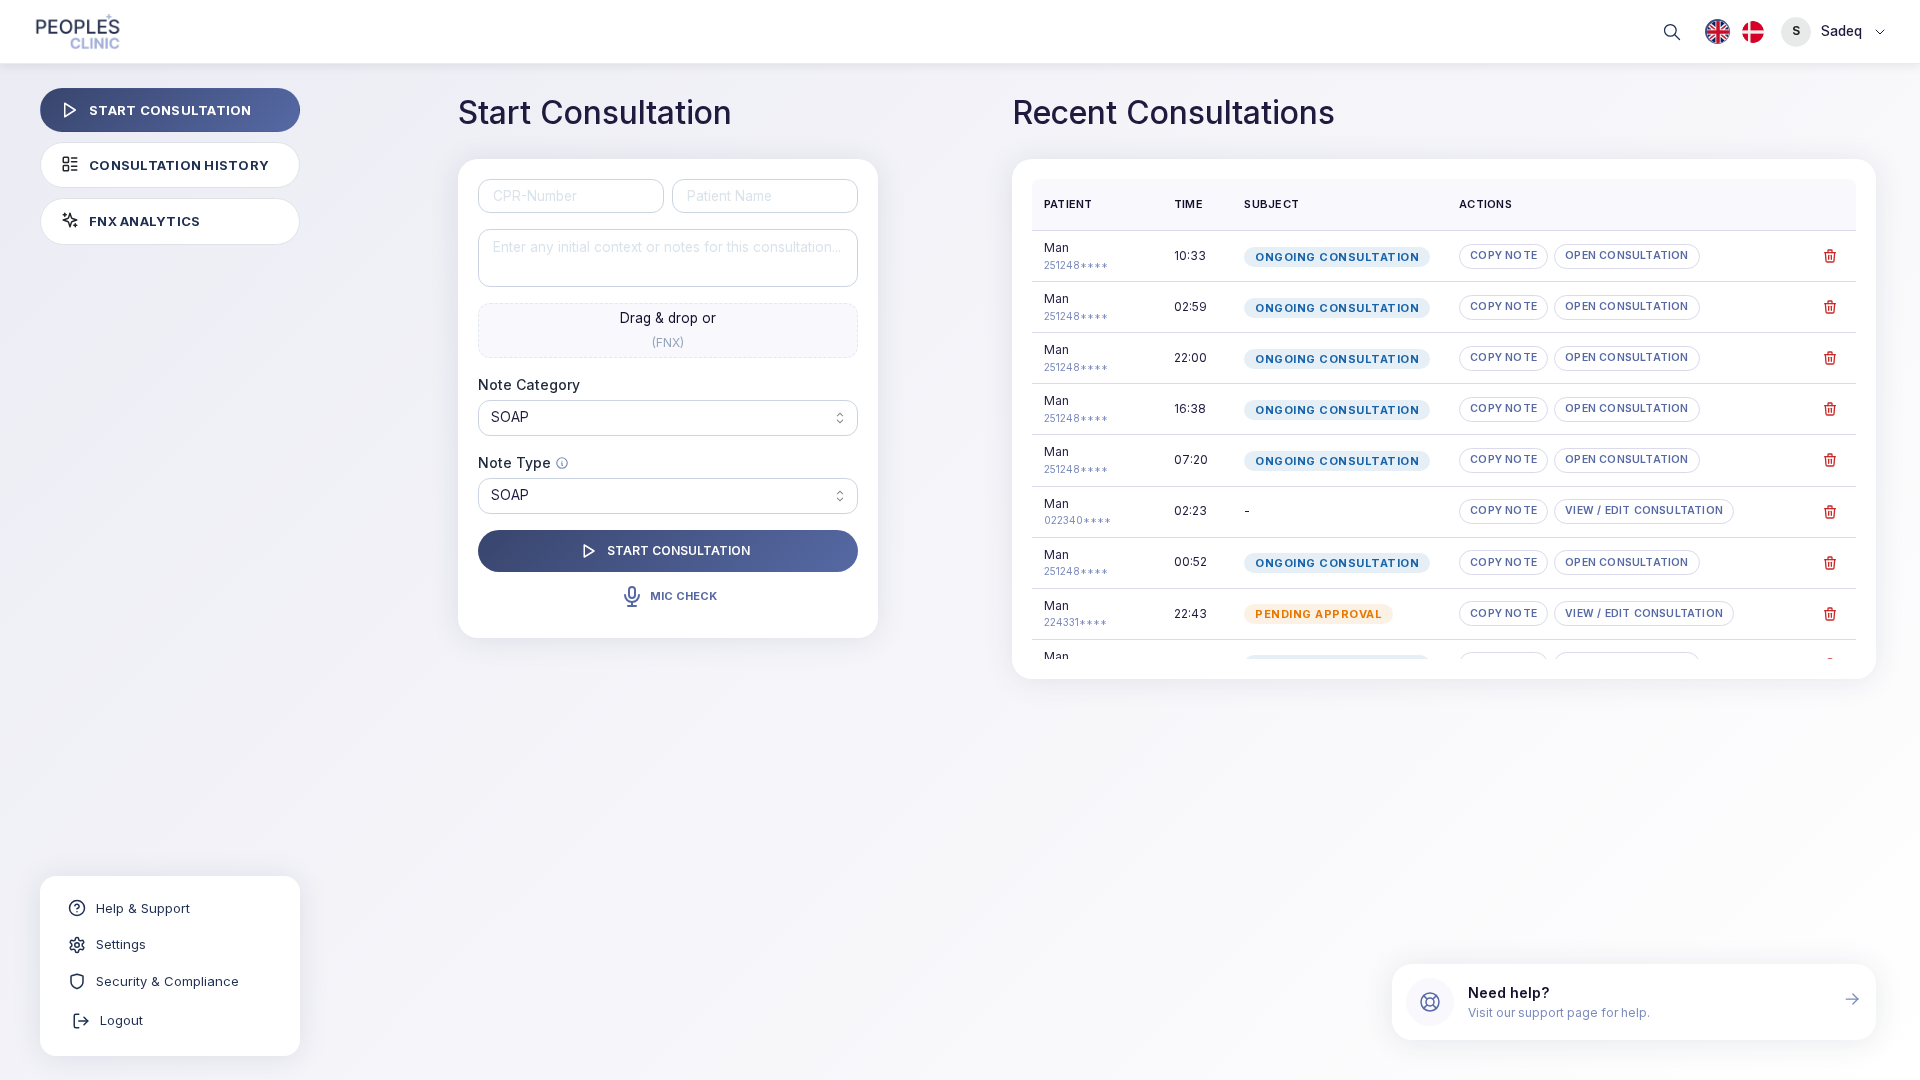 PEOPLE'S
CLINIC
S
Sadeq
START CONSULTATION
CONSULTATION HISTORY
FNX ANALYTICS
Start Consultation
CPR-Number
Patient Name
Enter any initial context or notes for this consultation...
Drag & drop or
(FNX)
Note Category
SOAP
Note Type
SOAP
START CONSULTATION
MIC CHECK
Recent Consultations
PATIENT TIME SUBJECT ACTIONS
Man
251248****
10:33 ONGOING CONSULTATION COPY NOTE OPEN CONSULTATION
Man
251248****
02:59 ONGOING CONSULTATION COPY NOTE OPEN CONSULTATION
Man
251248****
22:00 ONGOING CONSULTATION COPY NOTE OPEN CONSULTATION
Man
251248****
16:38 ONGOING CONSULTATION COPY NOTE OPEN CONSULTATION
Man
251248****
07:20 ONGOING CONSULTATION COPY NOTE OPEN CONSULTATION
Man
022340****
02:23 - COPY NOTE VIEW / EDIT CONSULTATION
Man
251248****
00:52 ONGOING CONSULTATION COPY NOTE OPEN CONSULTATION
Man
224331****
22:43 PENDING APPROVAL COPY NOTE VIEW / EDIT CONSULTATION
Man
Help & Support
Settings
Security & Compliance
Logout
Need help?
Visit our support page for help.